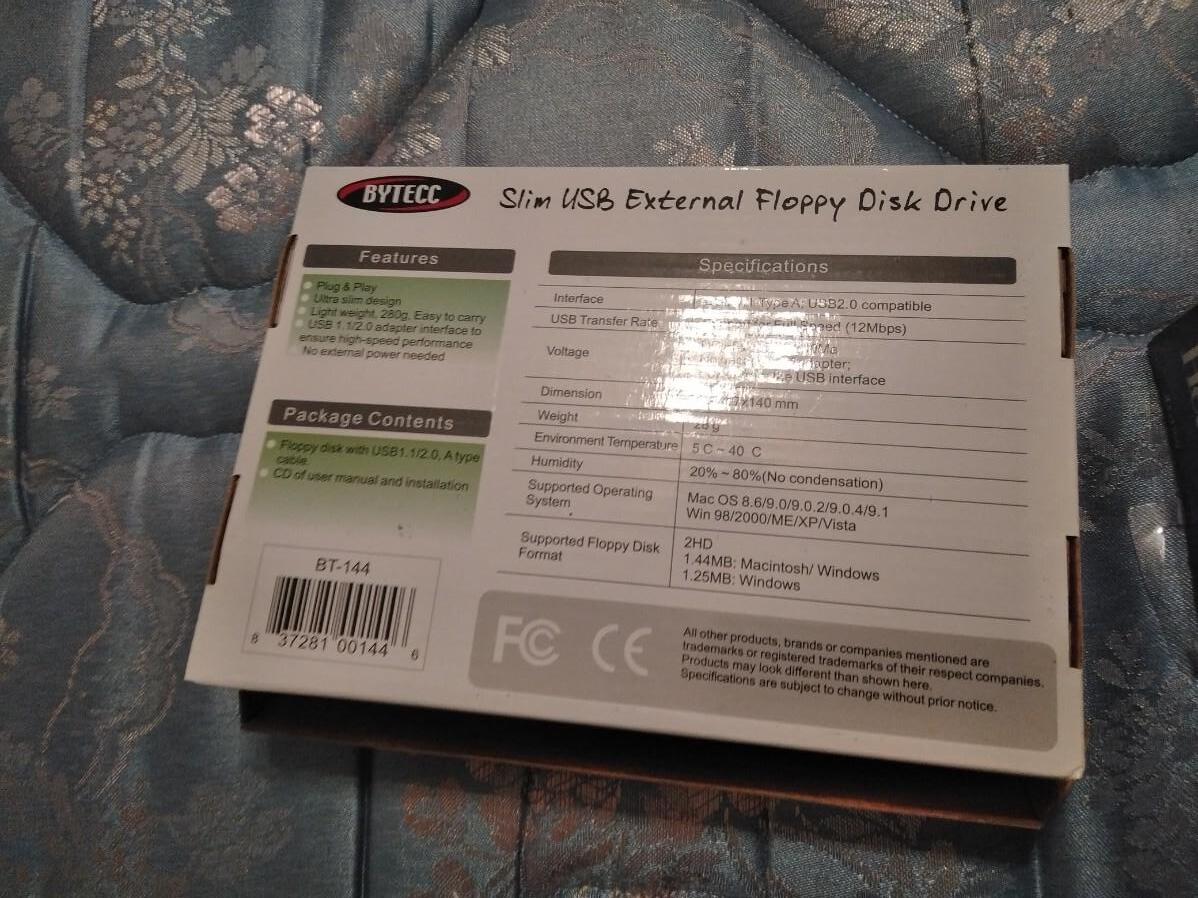 BYTECC
Slim USB External Floppy Disk Drive
Features
Plug & Play
Ultra slim design
Light weight, 280g, Easy to carry
USB 1.1/2.0 adapter interface to
ensure high-speed performance
No external power needed
Package Contents
Floppy disk with USB1.1/2.0, A type
cable.
CD of user manual and installation
BT-144
8 37281 00144 6
Specifications
Interface A, USB2.0 compatible
USB Transfer Rate Full Speed (12Mbps)
Voltage
USB interface
Dimension mm
Weight
Environment Temperature 5 C ~ 40 C
Humidity 20% ~ 80%(No condensation)
Supported Operating
System
Mac OS 8.6/9.0/9.0.2/9.0.4/9.1
Win 98/2000/ME/XP/Vista
Supported Floppy Disk
Format
2HD
1.44MB: Macintosh/ Windows
1.25MB: Windows
FC CE
All other products, brands or companies mentioned are
trademarks or registered trademarks of their respect companies.
Products may look different than shown here.
Specifications are subject to change without prior notice.